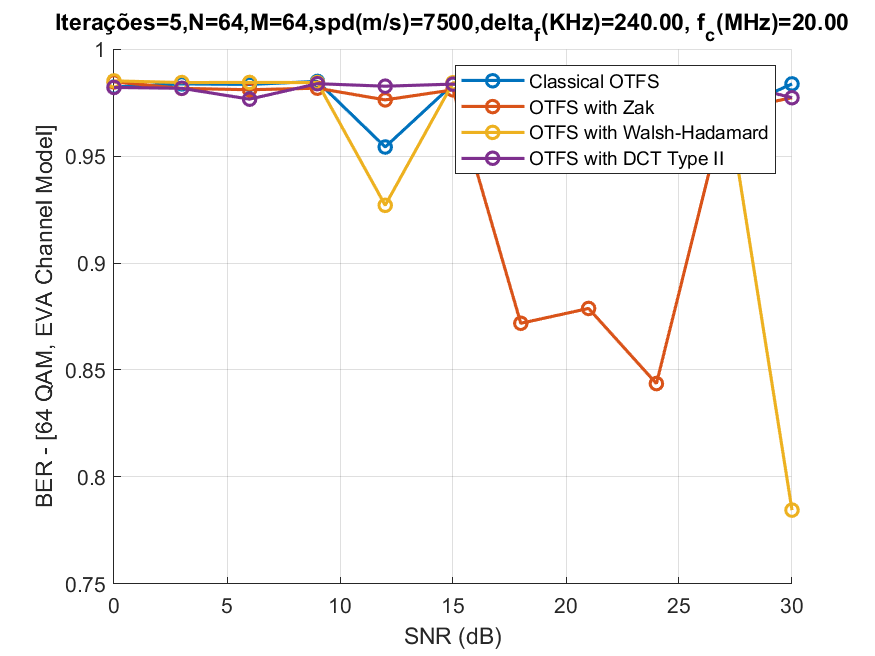 Iterações=5,N=64,M=64,spd(m/s)=7500,delta_f(KHz)=240.00, f_c(MHz)=20.00
1
0.95
0.9
0.85
0.8
0.75
BER - [64 QAM, EVA Channel Model]
Classical OTFS
OTFS with Zak
OTFS with Walsh-Hadamard
OTFS with DCT Type II
0 5 10 15 20 25 30
SNR (dB)